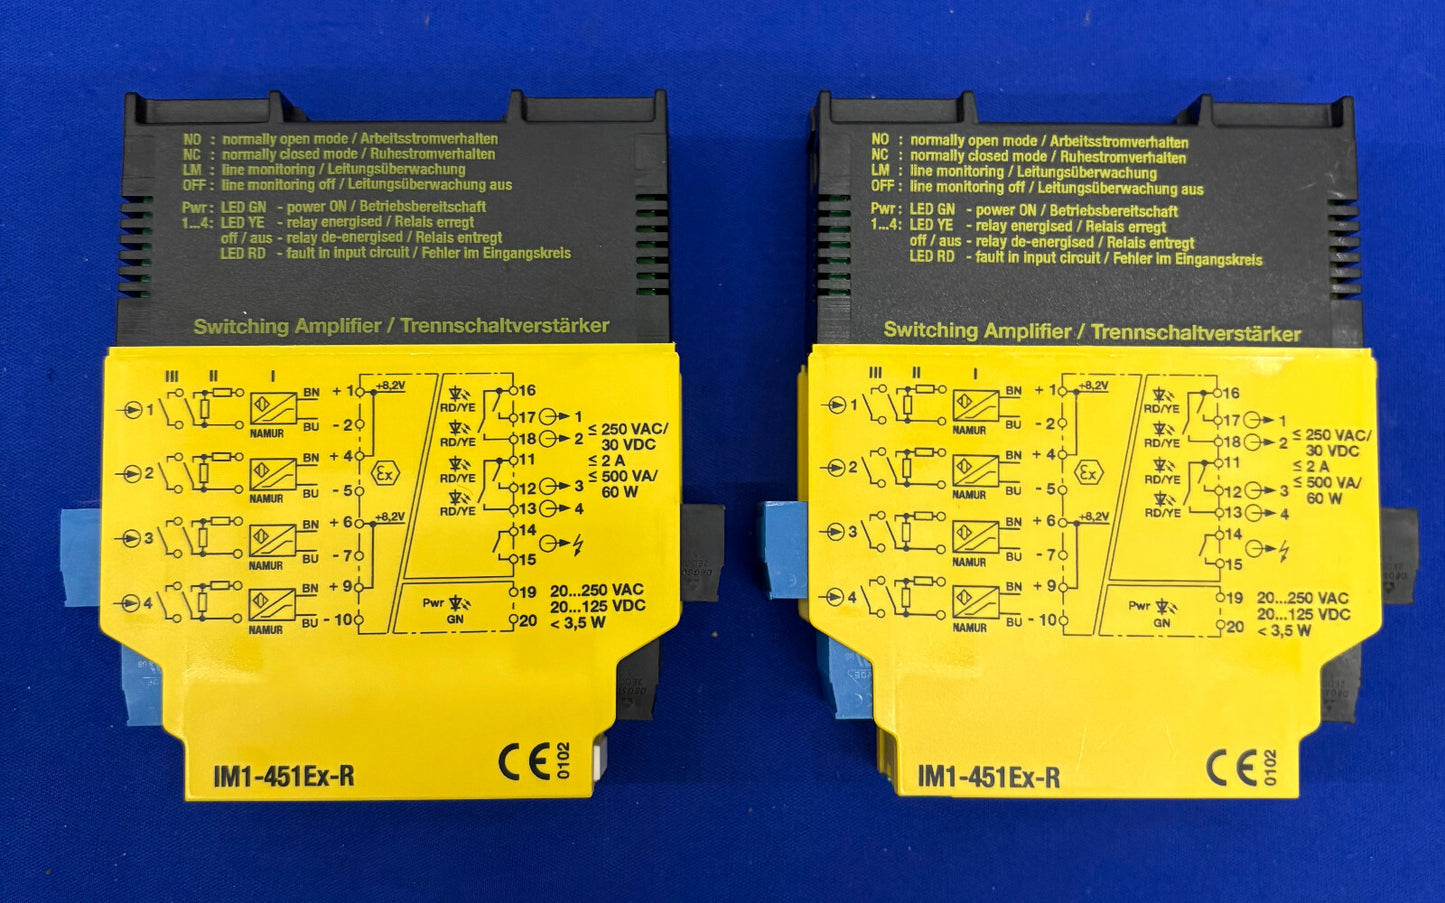 NO : normally open mode / Arbeitsstromverhalten
NC : normally closed mode / Ruhestromverhalten
LM : line monitoring / Leitungsüberwachung
OFF : line monitoring off / Leitungsüberwachung aus
Pwr : LED GN - power ON / Betriebsbereitschaft
1...4: LED YE - relay energised / Relais erregt
off / aus - relay de-energised / Relais entregt
LED RD - fault in input circuit / Fehler im Eingangskreis
Switching Amplifier / Trennschaltverstärker
III II I
BN + 1 +8,2V 16
1 RD/YE
NAMUR BU - 2 17 1
RD/YE 18 2 ≤ 250 VAC/
30 VDC
BN + 4 11 ≤ 2 A
2 Ex RD/YE ≤ 500 VA/
NAMUR BU - 5 12 3 60 W
RD/YE 13 4
BN + 6 +8,2V 14
3
NAMUR BU - 7 15
BN + 9 19 20...250 VAC
4 Pwr 20...125 VDC
NAMUR BU - 10 GN 20 < 3,5 W
IM1-451Ex-R CE 0102
NO : normally open mode / Arbeitsstromverhalten
NC : normally closed mode / Ruhestromverhalten
LM : line monitoring / Leitungsüberwachung
OFF : line monitoring off / Leitungsüberwachung aus
Pwr : LED GN - power ON / Betriebsbereitschaft
1...4: LED YE - relay energised / Relais erregt
off / aus - relay de-energised / Relais entregt
LED RD - fault in input circuit / Fehler im Eingangskreis
Switching Amplifier / Trennschaltverstärker
III II I
BN + 1 +8,2V 16
1 RD/YE
NAMUR BU - 2 17 1
RD/YE 18 2 ≤ 250 VAC/
30 VDC
BN + 4 11 ≤ 2 A
2 Ex RD/YE ≤ 500 VA/
NAMUR BU - 5 12 3 60 W
RD/YE 13 4
BN + 6 +8,2V 14
3
NAMUR BU - 7 15
BN + 9 19 20...250 VAC
4 Pwr 20...125 VDC
NAMUR BU - 10 GN 20 < 3,5 W
IM1-451Ex-R CE 0102